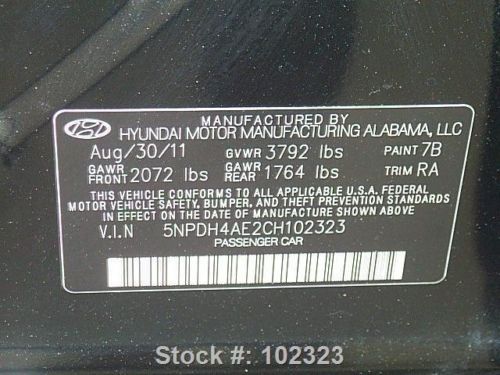 MANUFACTURED BY
HYUNDAI MOTOR MANUFACTURING ALABAMA, LLC
Aug/30/11 GVWR 3792 lbs PAINT 7B
GAWR FRONT 2072 lbs GAWR REAR 1764 lbs TRIM RA
THIS VEHICLE CONFORMS TO ALL APPLICABLE U.S.A. FEDERAL
MOTOR VEHICLE SAFETY, BUMPER, AND THEFT PREVENTION STANDARDS
IN EFFECT ON THE DATE OF MANUFACTURE SHOWN ABOVE.
V.I.N 5NPDH4AE2CH102323
PASSENGER CAR
Stock #: 102323